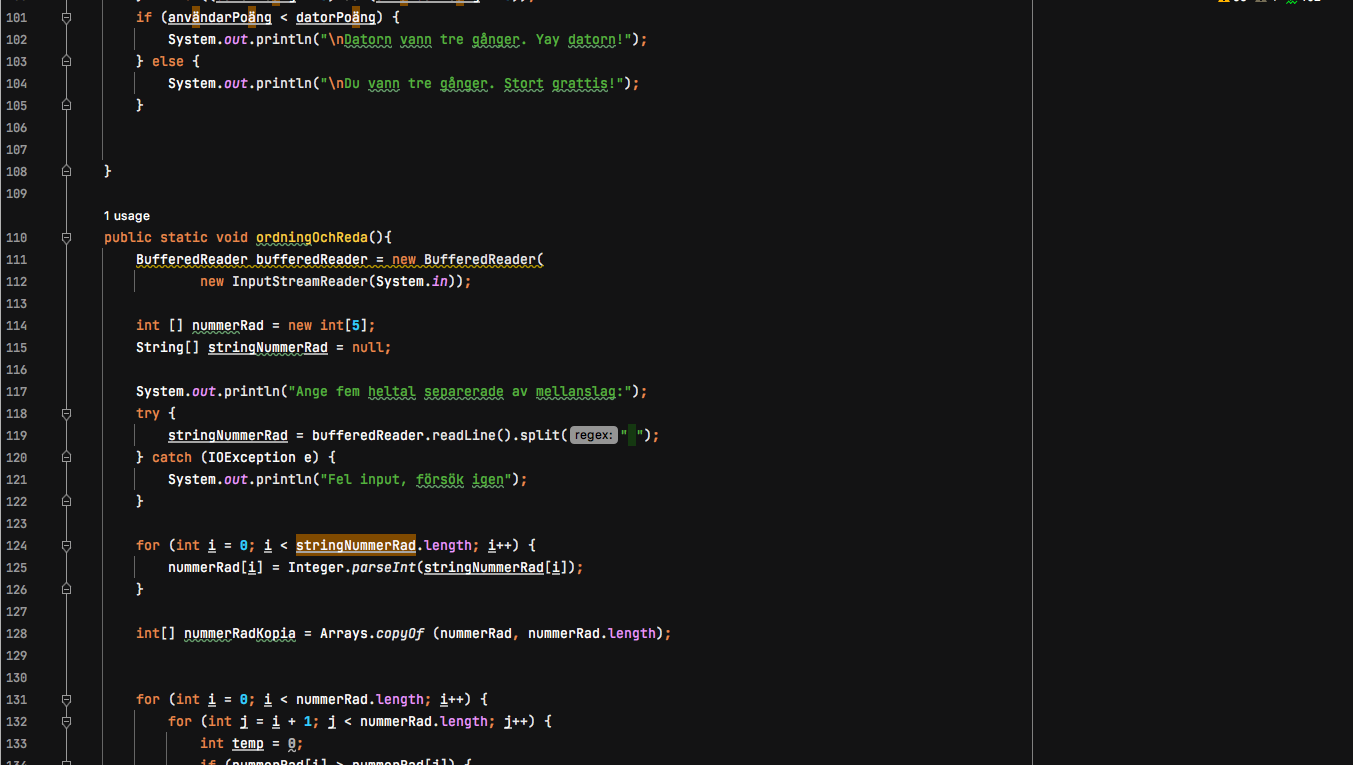 101 if (användarPoäng < datorPoäng) {
102 System.out.println("\nDatorn vann tre gånger. Yay datorn!");
103 } else {
104 System.out.println("\nDu vann tre gånger. Stort grattis!");
105 }
106
107
108 }
109
1 usage
110 public static void ordningOchReda(){
111 BufferedReader bufferedReader = new BufferedReader(
112 new InputStreamReader(System.in));
113
114 int [] nummerRad = new int[5];
115 String[] stringNummerRad = null;
116
117 System.out.println("Ange fem heltal separerade av mellanslag:");
118 try {
119 stringNummerRad = bufferedReader.readLine().split( regex: " ");
120 } catch (IOException e) {
121 System.out.println("Fel input, försök igen");
122 }
123
124 for (int i = 0; i < stringNummerRad.length; i++) {
125 nummerRad[i] = Integer.parseInt(stringNummerRad[i]);
126 }
127
128 int[] nummerRadKopia = Arrays.copyOf (nummerRad, nummerRad.length);
129
130
131 for (int i = 0; i < nummerRad.length; i++) {
132 for (int j = i + 1; j < nummerRad.length; j++) {
133 int temp = 0;
134 if (nummerRad[i] > nummerRad[j]) {